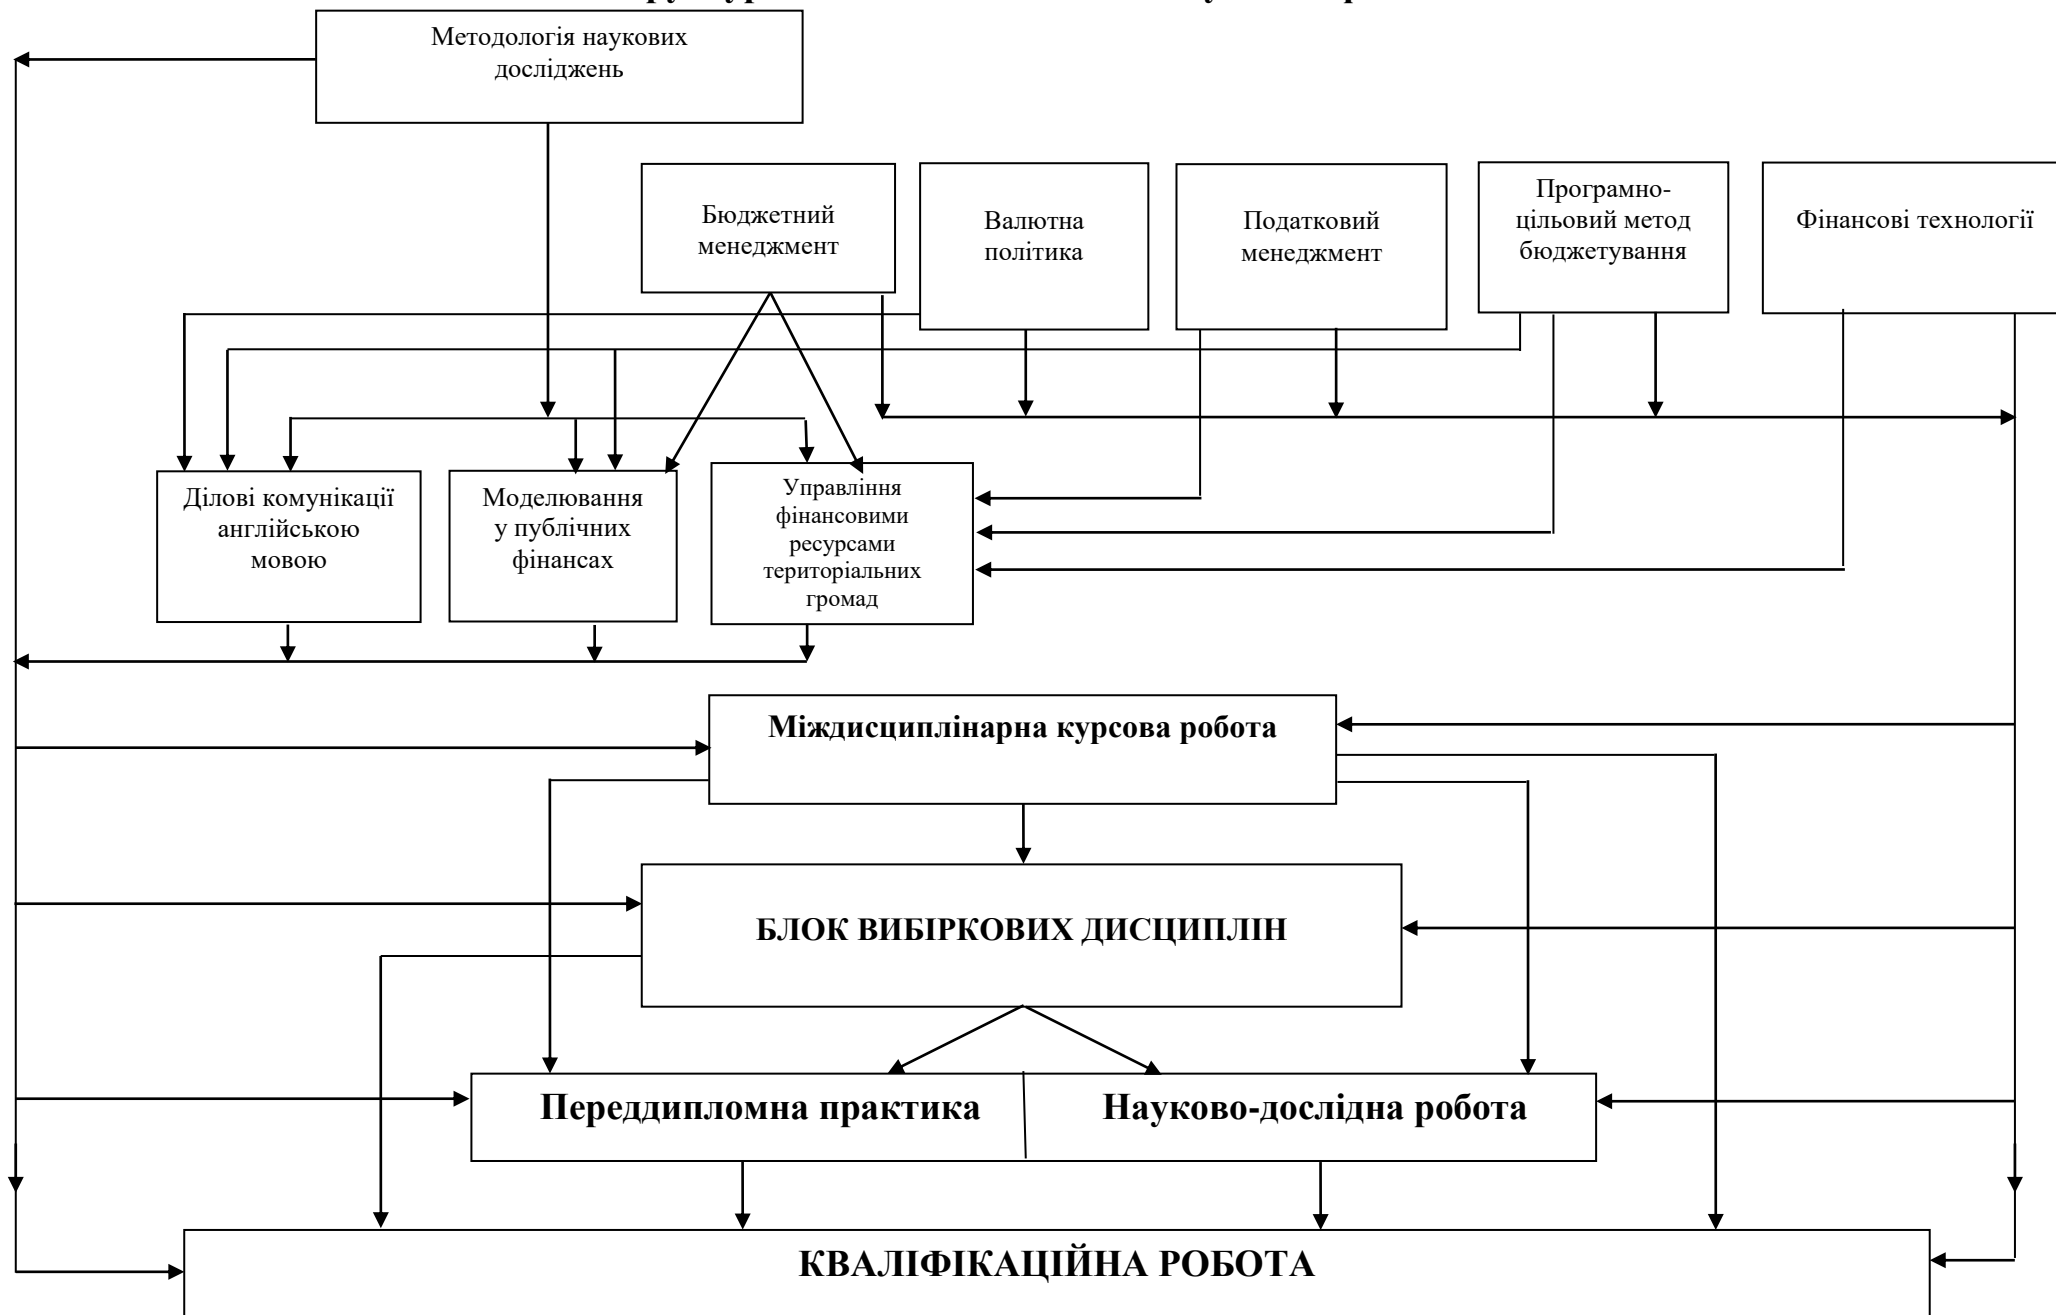 Методологія наукових
досліджень
Бюджетний
менеджмент
Валютна
політика
Податковий
менеджмент
Програмно-
цільовий метод
бюджетування
Фінансові технології
Ділові комунікації
англійською
мовою
Моделювання
у публічних
фінансах
Управління
фінансовими
ресурсами
територіальних
громад
Міждисциплінарна курсова робота
БЛОК ВИБІРКОВИХ ДИСЦИПЛІН
Переддипломна практика
Науково-дослідна робота
КВАЛІФІКАЦІЙНА РОБОТА